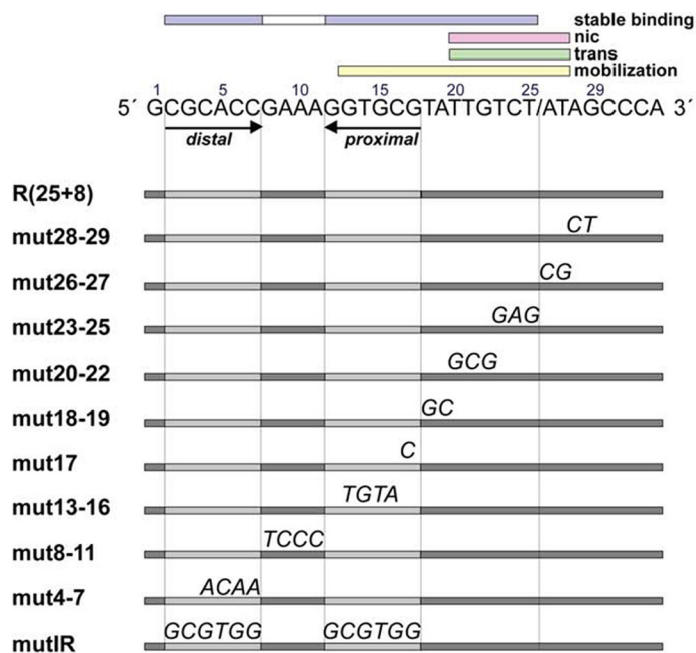 stable binding
nic
trans
mobilization
1 5 10 15 20 25 29
5´ GCGCACCGAAAGGTGCGTATTGTCT/ATAGCCCA 3´
distal proximal
R(25+8)
CT
mut28-29
CG
mut26-27
GAG
mut23-25
GCG
mut20-22
GC
mut18-19
C
mut17
TGTA
mut13-16
TCCC
mut8-11
ACAA
mut4-7
GCGTGG GCGTGG
mutIR